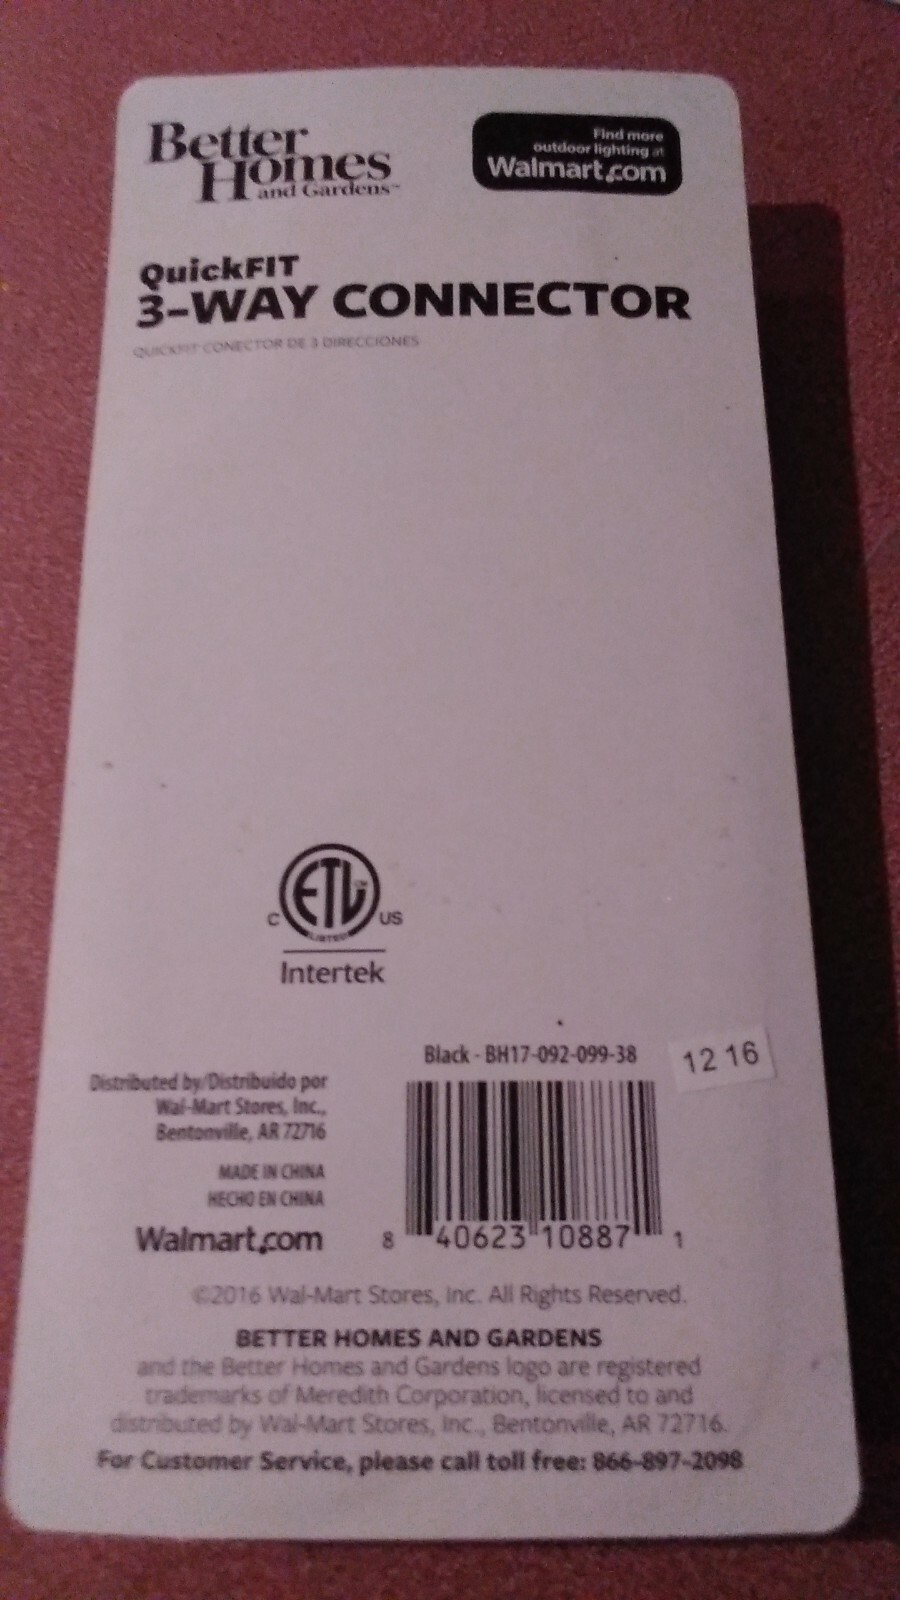 Better
Homes
and Gardens™
Find more
outdoor lighting at
Walmart.com
QuickFIT
3-WAY CONNECTOR
QUICKFIT CONECTOR DE 3 DIRECCIONES
ETL
CM
C
US
LISTED
Intertek
Black - BH17-092-099-38
12 16
Distributed by/Distribuido por
Wal-Mart Stores, Inc.,
Bentonville, AR 72716
MADE IN CHINA
HECHO EN CHINA
Walmart.com
8 40623 10887 1
©2016 Wal-Mart Stores, Inc. All Rights Reserved.
BETTER HOMES AND GARDENS
and the Better Homes and Gardens logo are registered
trademarks of Meredith Corporation, licensed to and
distributed by Wal-Mart Stores, Inc., Bentonville, AR 72716.
For Customer Service, please call toll free: 866-897-2098